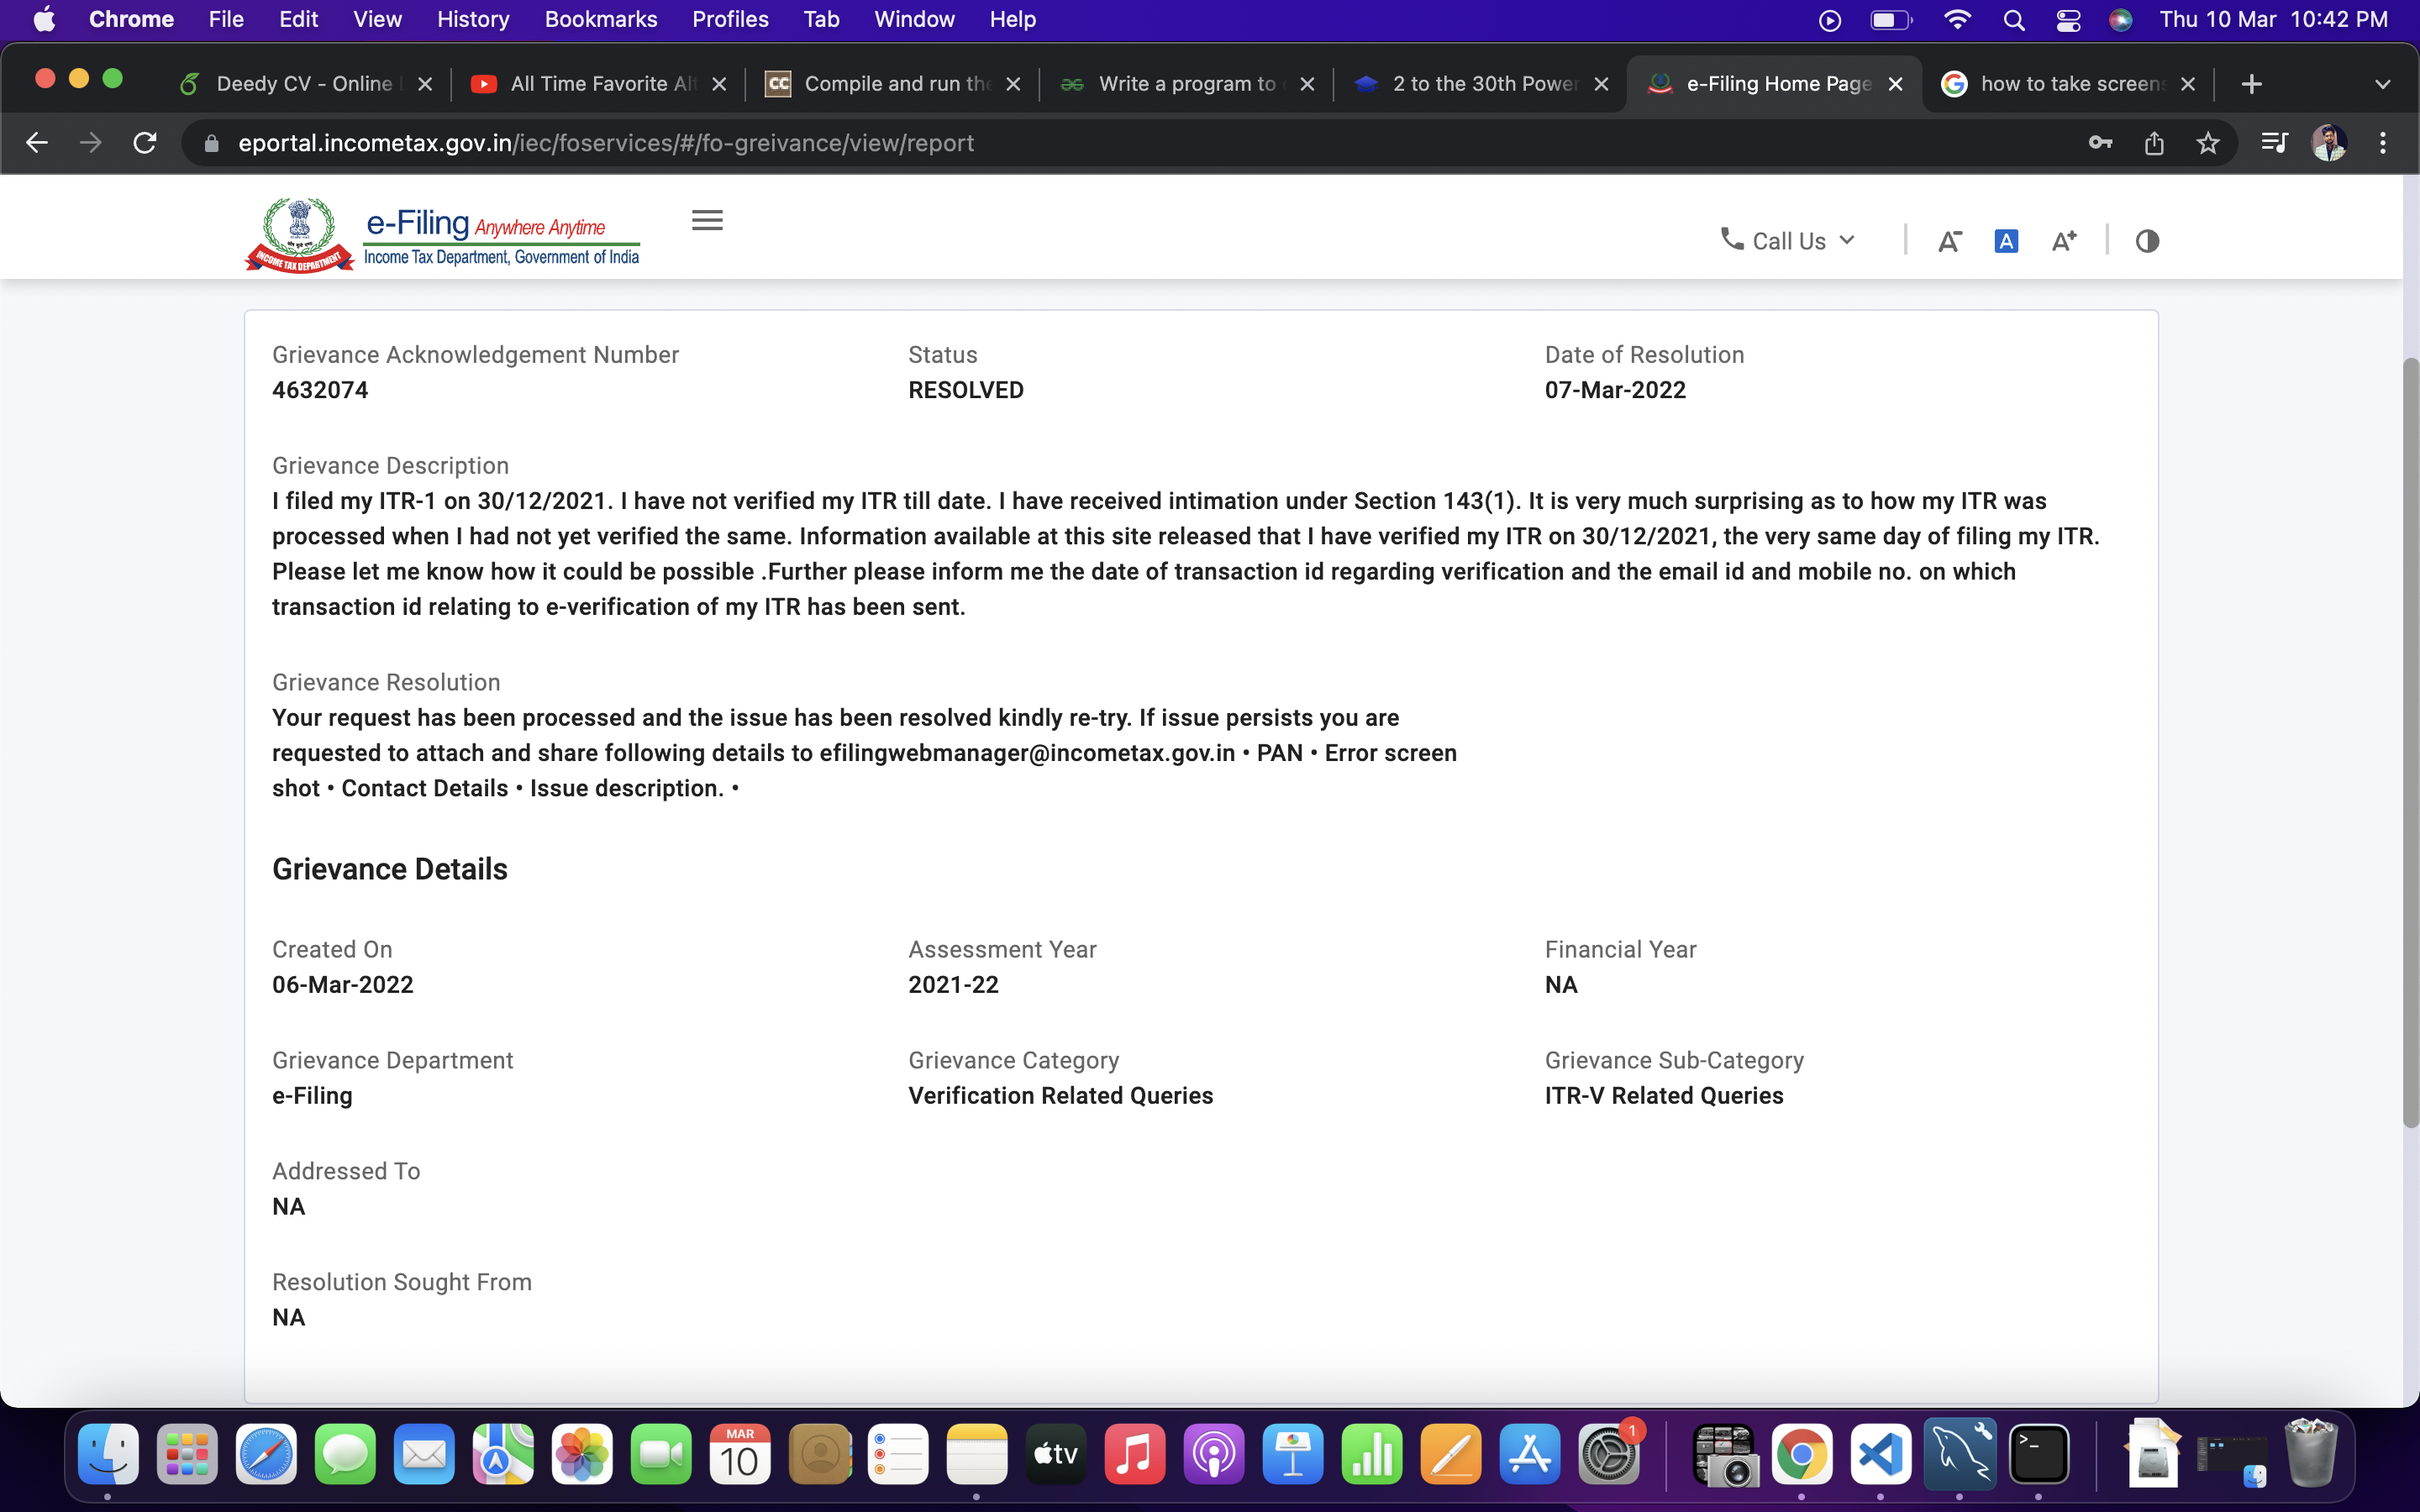 Chrome File Edit View History Bookmarks Profiles Tab Window Help Thu 10 Mar 10:42 PM
Deedy CV - Online All Time Favorite Al Compile and run the Write a program to 2 to the 30th Power e-Filing Home Page how to take screens
eportal.incometax.gov.in/iec/foservices/#/fo-greivance/view/report
e-Filing Anywhere Anytime
Income Tax Department, Government of India
INCOME TAX DEPARTMENT
Call Us A- A A+
Grievance Acknowledgement Number Status Date of Resolution
4632074 RESOLVED 07-Mar-2022
Grievance Description
I filed my ITR-1 on 30/12/2021. I have not verified my ITR till date. I have received intimation under Section 143(1). It is very much surprising as to how my ITR was
processed when I had not yet verified the same. Information available at this site released that I have verified my ITR on 30/12/2021, the very same day of filing my ITR.
Please let me know how it could be possible .Further please inform me the date of transaction id regarding verification and the email id and mobile no. on which
transaction id relating to e-verification of my ITR has been sent.
Grievance Resolution
Your request has been processed and the issue has been resolved kindly re-try. If issue persists you are
requested to attach and share following details to efilingwebmanager@incometax.gov.in • PAN • Error screen
shot • Contact Details • Issue description. •
Grievance Details
Created On Assessment Year Financial Year
06-Mar-2022 2021-22 NA
Grievance Department Grievance Category Grievance Sub-Category
e-Filing Verification Related Queries ITR-V Related Queries
Addressed To
NA
Resolution Sought From
NA
MAR
10
tv
1